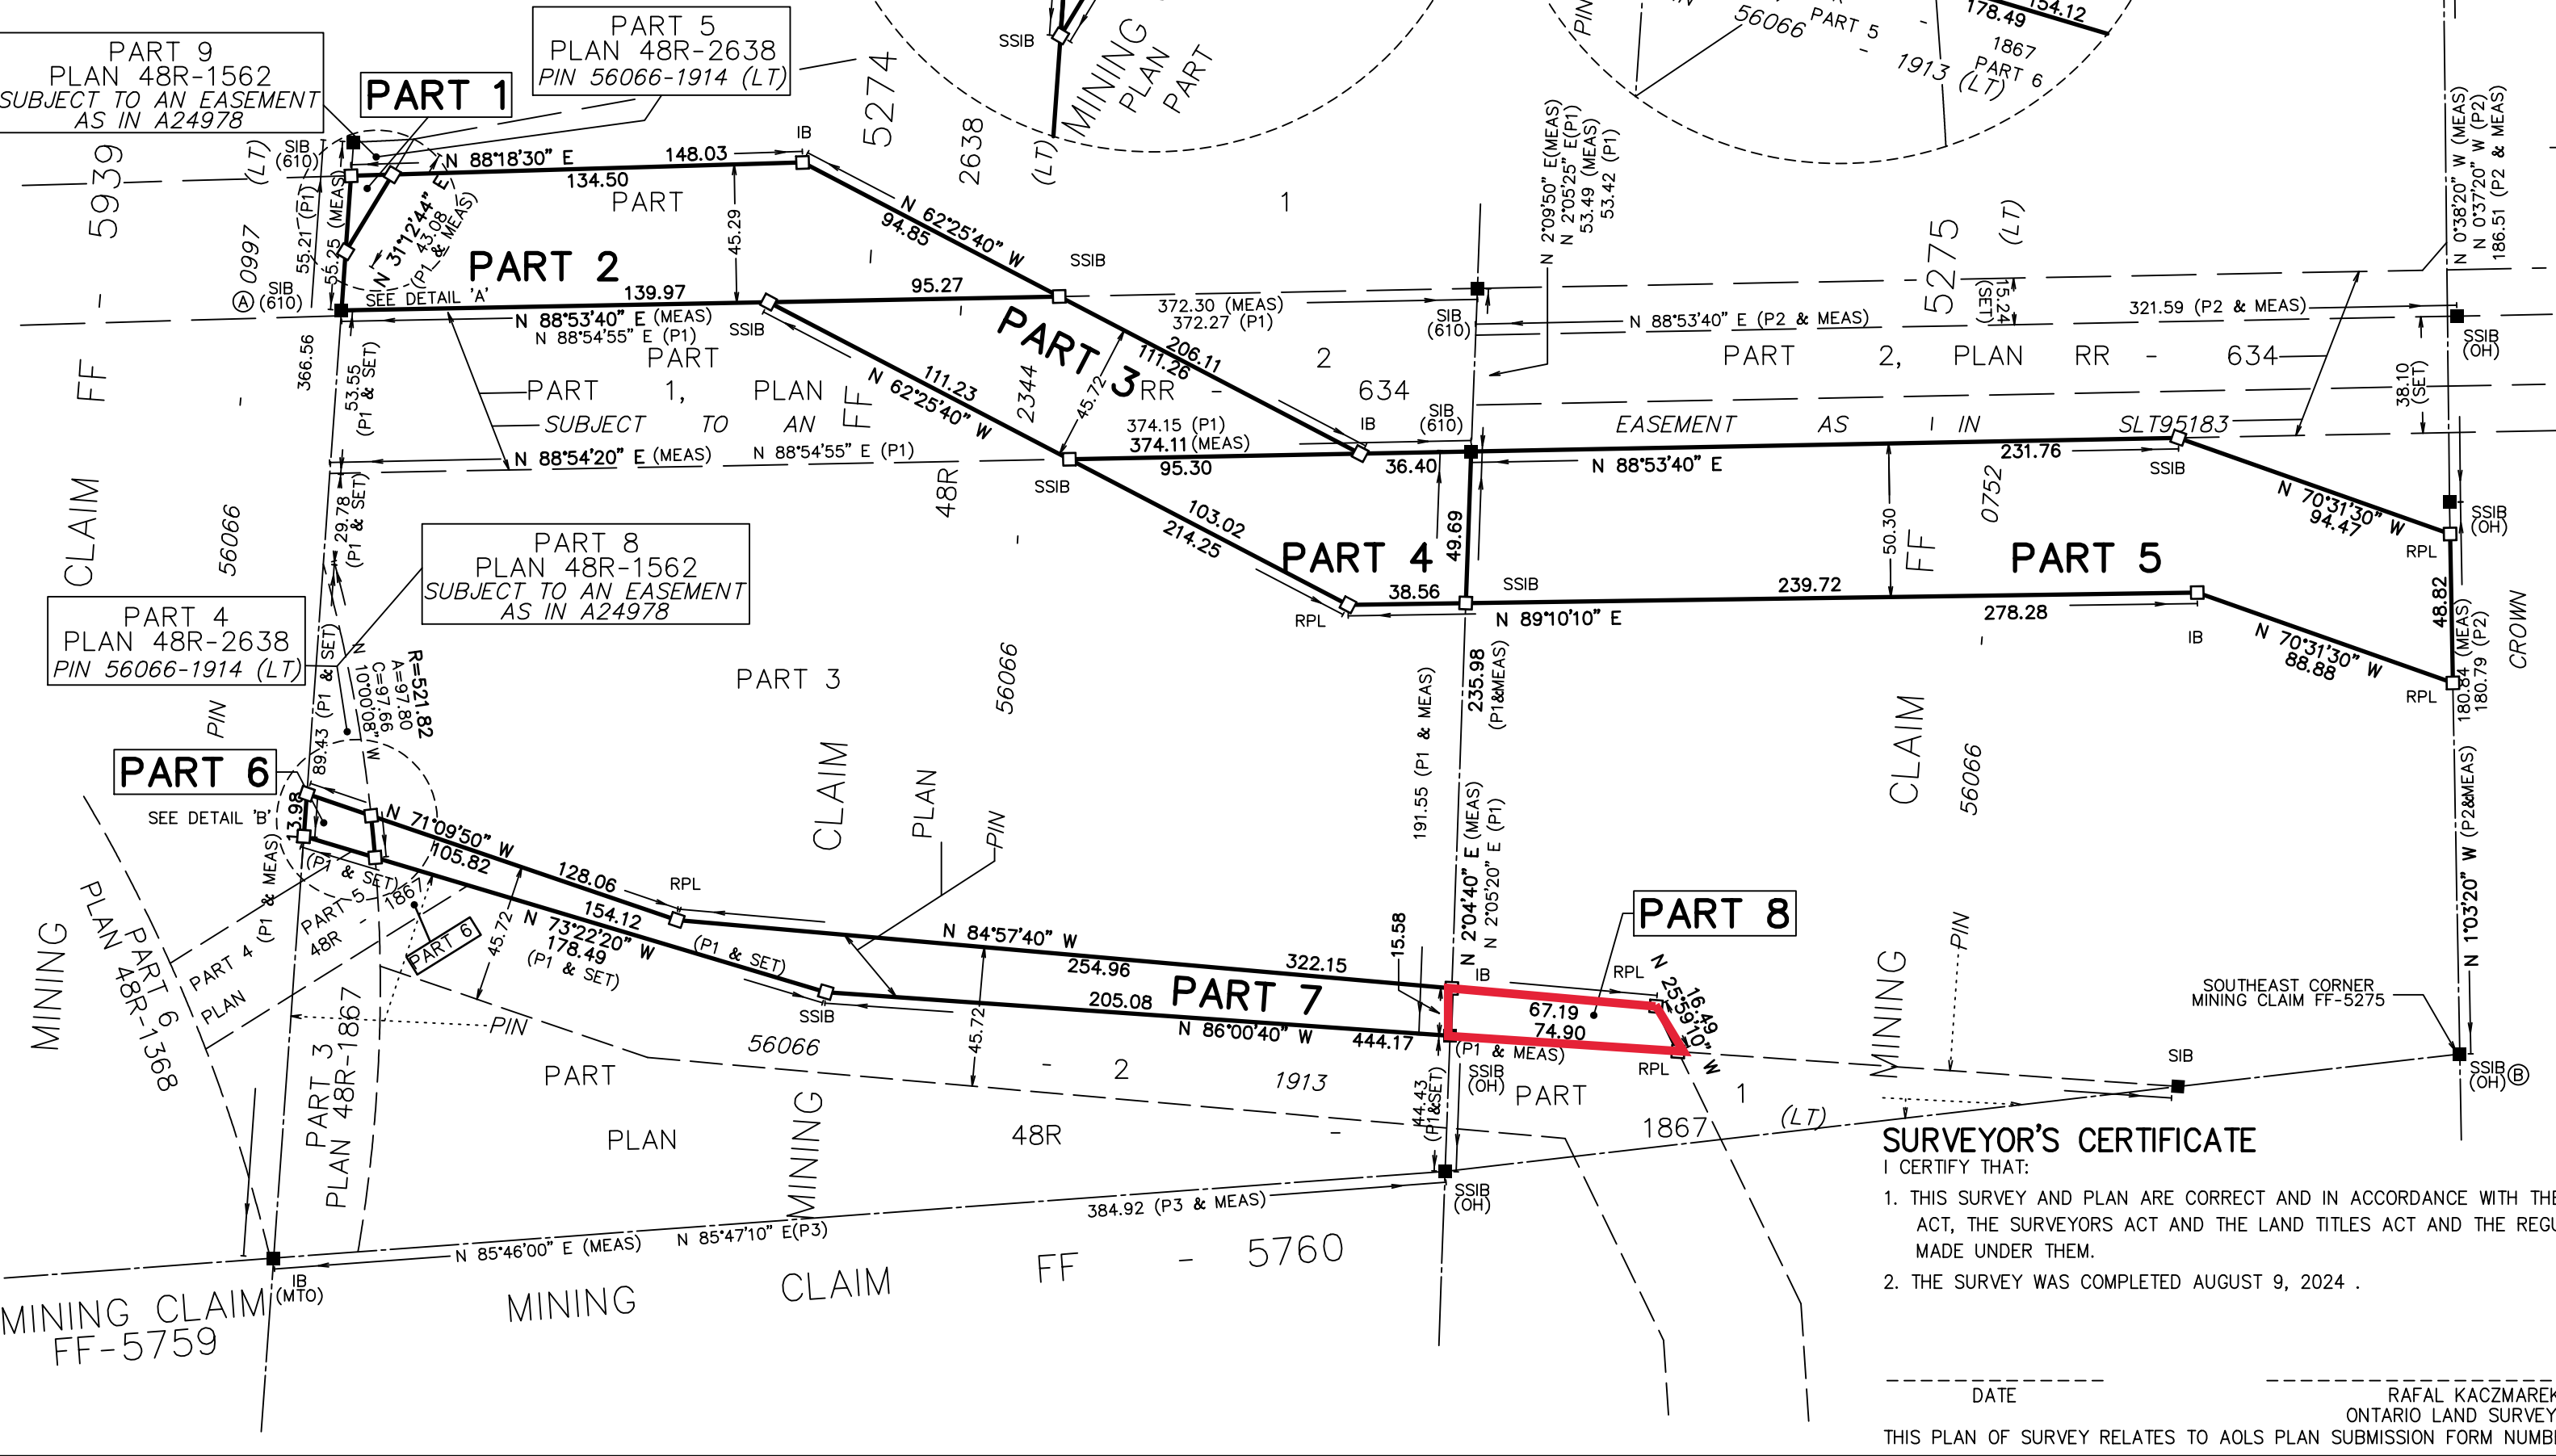 PART 9
PLAN 48R-1562
SUBJECT TO AN EASEMENT
AS IN A24978
PART 5
PLAN 48R-2638
PIN 56066-1914 (LT)
PART 1
SSIB
MINING
PLAN
PART
(LT)
PIN
56066
PART 5
-
1913 (LT)
1867
PART 6
178.49
154.12
5939
-
FF
CLAIM
MINING
(LT)
0997
-
56066
PIN
SIB
(610)
55.21 (P1)
55.25 (MEAS)
N 31°12'44" E
43.08
(P1 & MEAS)
N 88°18'30" E
148.03
134.50
IB
PART
PART 2
45.29
5274
-
FF
CLAIM
MINING
2638
-
48R
PLAN
N 62°25'40" W
94.85
SSIB
1
A
SIB
(610)
SEE DETAIL 'A'
139.97
95.27
N 88°53'40" E (MEAS)
N 88°54'55" E (P1)
SSIB
372.30 (MEAS)
372.27 (P1)
SIB
(610)
N 2°09'50" E(MEAS)
N 2°05'25" E(P1)
53.49 (MEAS)
53.42 (P1)
N 88°53'40" E (P2 & MEAS)
5275
-
FF
CLAIM
MINING
(LT)
15.24
(SET)
321.59 (P2 & MEAS)
N 0°38'20" W (MEAS)
N 0°37'20" W (P2)
186.51 (P2 & MEAS)
SSIB
(OH)
366.56
53.55
(P1 & SET)
PART
PART 1, PLAN RR - 634
SUBJECT TO AN EASEMENT AS IN SLT95183
PART 3
206.11
111.26
45.72
2
PART 2, PLAN RR - 634
38.10
(SET)
111.23
N 62°25'40" W
2344
-
56066
PIN
374.15 (P1)
374.11 (MEAS)
SIB
(610)
IB
N 88°54'20" E (MEAS)
N 88°54'55" E (P1)
95.30
36.40
N 88°53'40" E
231.76
SSIB
SSIB
29.78
(P1 & SET)
103.02
214.25
PART 4
49.69
50.30
0752
-
56066
PIN
PART 5
N 70°31'30" W
94.47
SSIB
(OH)
RPL
PART 8
PLAN 48R-1562
SUBJECT TO AN EASEMENT
AS IN A24978
PART 4
PLAN 48R-2638
PIN 56066-1914 (LT)
38.56
RPL
SSIB
N 89°10'10" E
239.72
278.28
IB
N 70°31'30" W
88.88
RPL
48.82
180.84 (MEAS)
180.79 (P2)
CROWN
PART 3
89.43 (P1 & SET)
R=521.82
A=97.80
C=97.66
N 10°00'08" W
191.55 (P1 & MEAS)
235.98
(P1&MEAS)
N 2°04'40" E (MEAS)
N 2°05'20" E (P1)
N 1°03'20" W (P2&MEAS)
PART 6
SEE DETAIL 'B'
13.98
(P1 & MEAS)
N 71°09'50" W
105.82
128.06
RPL
(P1 & SET)
154.12
N 73°22'20" W
178.49
(P1 & SET)
(P1 & SET)
45.72
PART 5
1867
-
48R
PART 4
PLAN
PART 6
PART 6
PLAN 48R-1368
PIN
SSIB
N 84°57'40" W
254.96
322.15
PART 7
205.08
N 86°00'40" W
444.17
45.72
15.58
IB
RPL
PART 8
67.19
74.90
(P1 & MEAS)
N 25°59'10" W
16.49
RPL
SSIB
(OH)
SOUTHEAST CORNER
MINING CLAIM FF-5275
SIB
SSIB
(OH)
B
56066
-
1913
(LT)
PART 2
PLAN 48R - 1867
PART 1
PART 3
PLAN 48R-1867
44.43
(P1&SET)
SSIB
(OH)
384.92 (P3 & MEAS)
N 85°46'00" E (MEAS)
N 85°47'10" E(P3)
IB
(MTO)
MINING CLAIM
FF-5759
MINING CLAIM FF - 5760
SURVEYOR'S CERTIFICATE
I CERTIFY THAT:
1. THIS SURVEY AND PLAN ARE CORRECT AND IN ACCORDANCE WITH THE
ACT, THE SURVEYORS ACT AND THE LAND TITLES ACT AND THE REGU
MADE UNDER THEM.
2. THE SURVEY WAS COMPLETED AUGUST 9, 2024 .
DATE
RAFAL KACZMAREK
ONTARIO LAND SURVEY
THIS PLAN OF SURVEY RELATES TO AOLS PLAN SUBMISSION FORM NUMBE